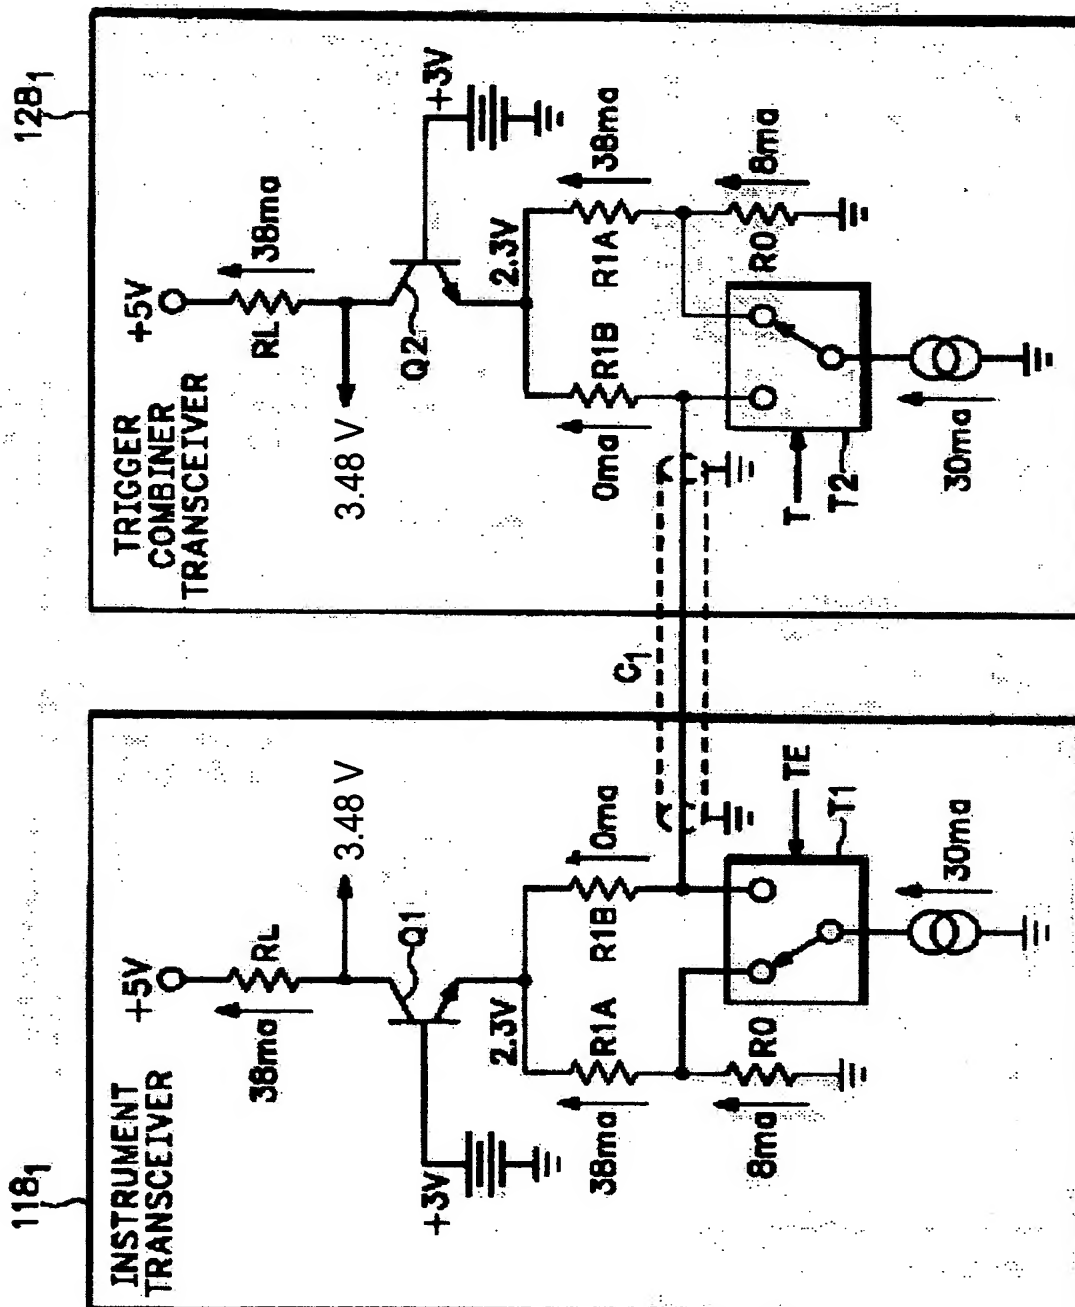 118₁
INSTRUMENT
TRANSCEIVER
+5V
38ma
RL
3.48 V
Q1
+3V
2.3V
38ma
R1A
R1B
0ma
8ma
R0
TE
T1
30ma
C₁
128₁
TRIGGER
COMBINER
TRANSCEIVER
+5V
RL
38ma
3.48 V
Q2
+3V
2.3V
0ma
R1B
R1A
38ma
R0
8ma
T
T2
30ma